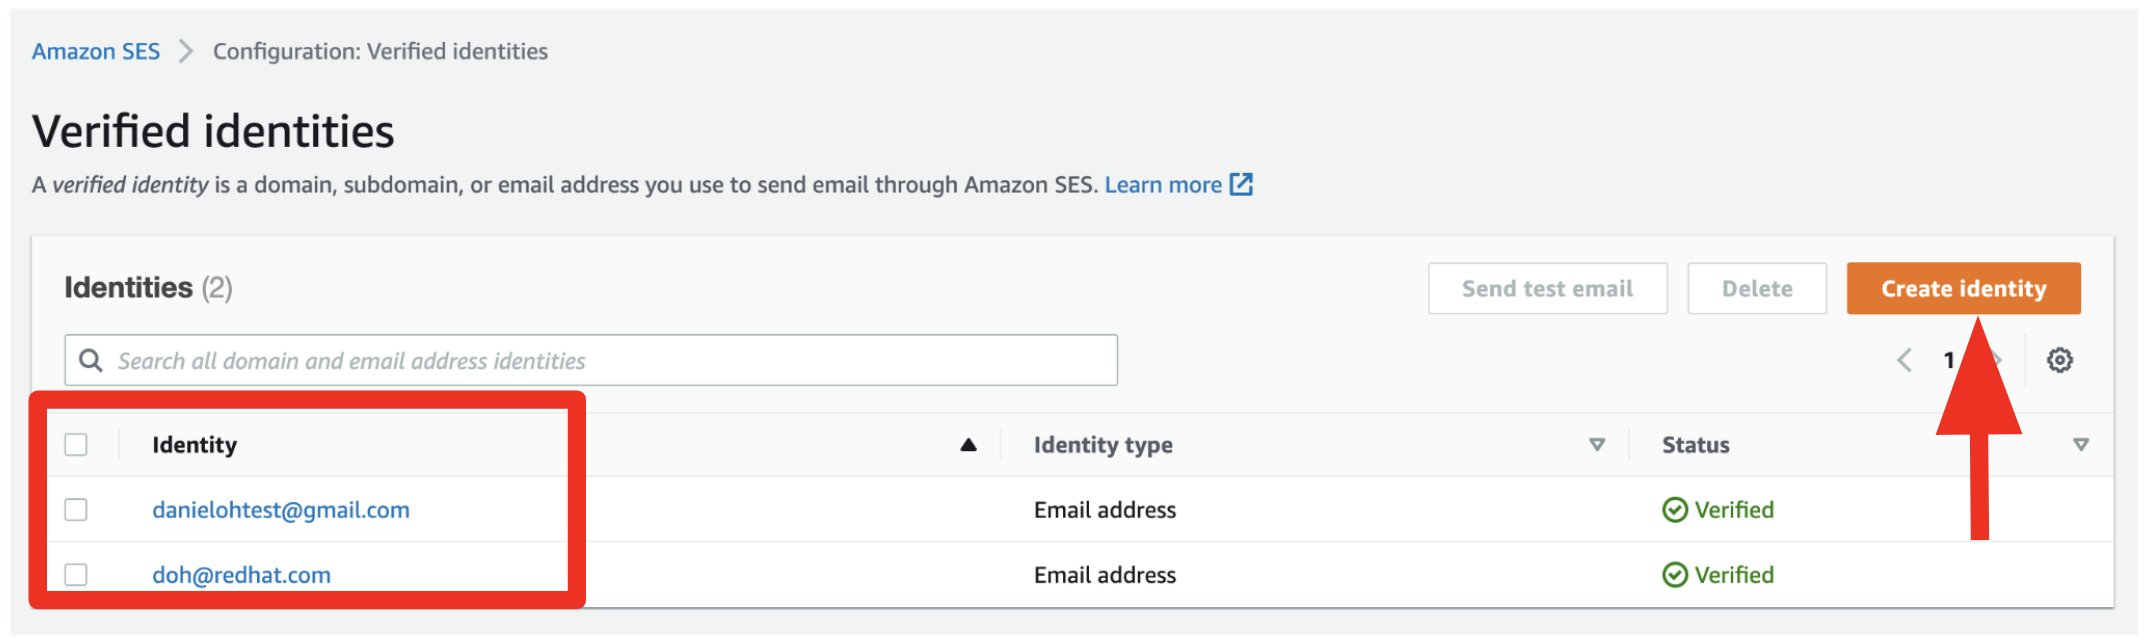 Amazon SES > Configuration: Verified identities
Verified identities
A verified identity is a domain, subdomain, or email address you use to send email through Amazon SES. Learn more
Identities (2)
Send test email Delete Create identity
Search all domain and email address identities
1
Identity Identity type Status
danielohtest@gmail.com Email address Verified
doh@redhat.com Email address Verified